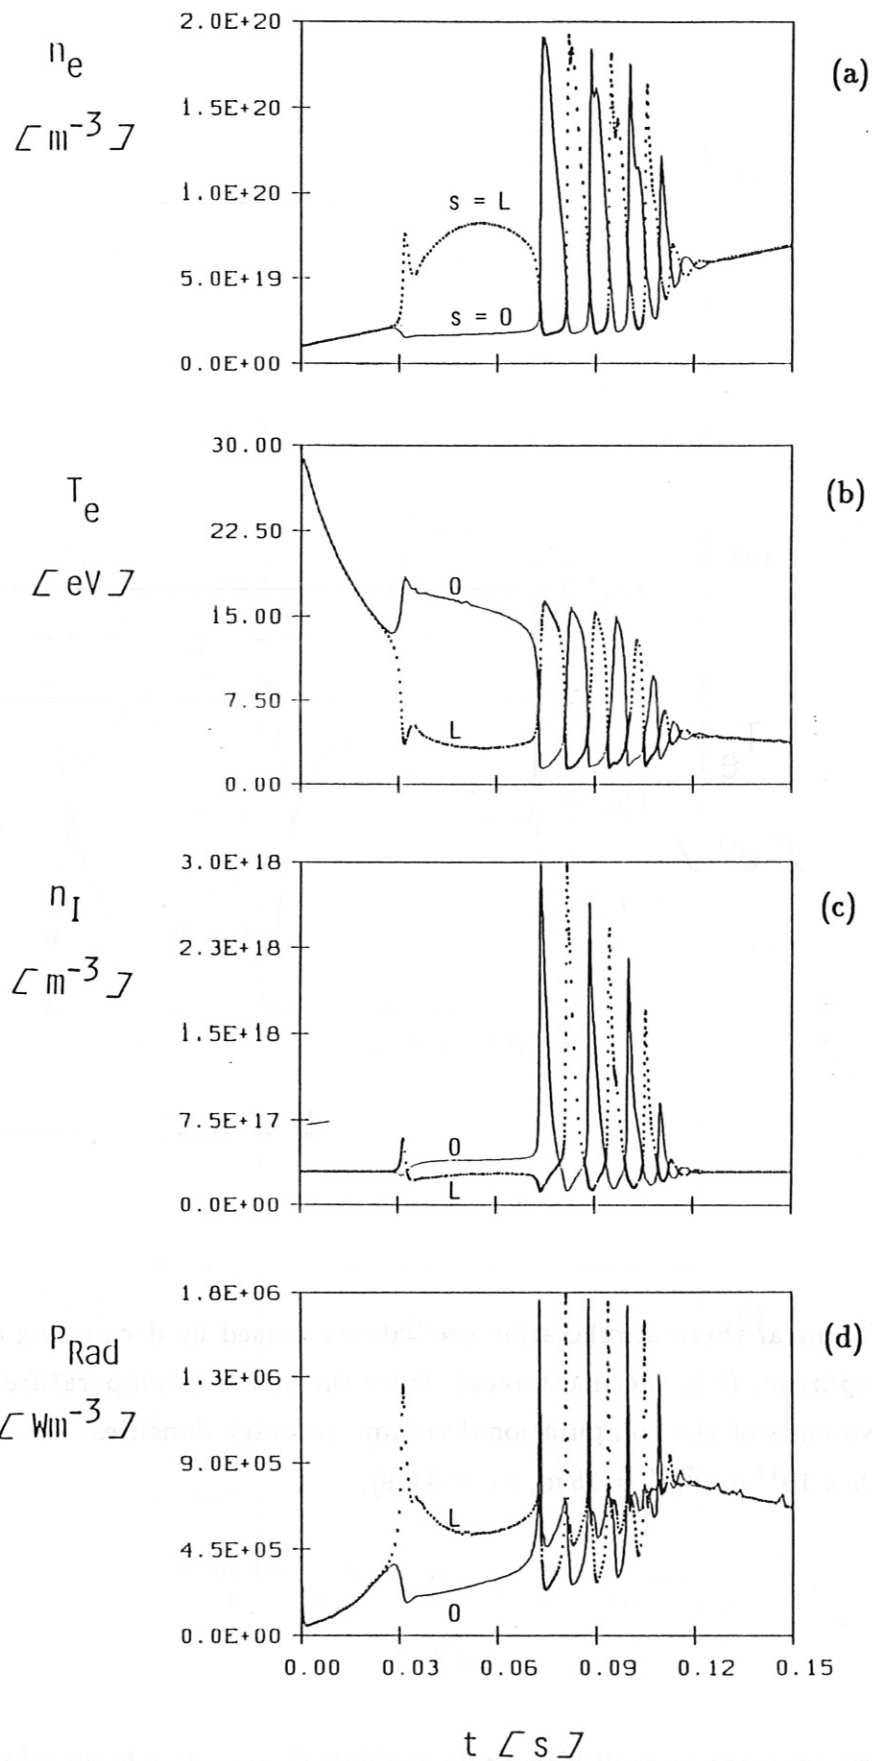 n_e
[ m^-3 ]
(a)
2.0E+20
1.5E+20
1.0E+20
5.0E+19
0.0E+00
s = L
s = 0
T_e
[ eV ]
(b)
30.00
22.50
15.00
7.50
0.00
0
L
n_I
[ m^-3 ]
(c)
3.0E+18
2.3E+18
1.5E+18
7.5E+17
0.0E+00
0
L
P_Rad
[ Wm^-3 ]
(d)
1.8E+06
1.3E+06
9.0E+05
4.5E+05
0.0E+00
L
0
0.00 0.03 0.06 0.09 0.12 0.15
t [ s ]